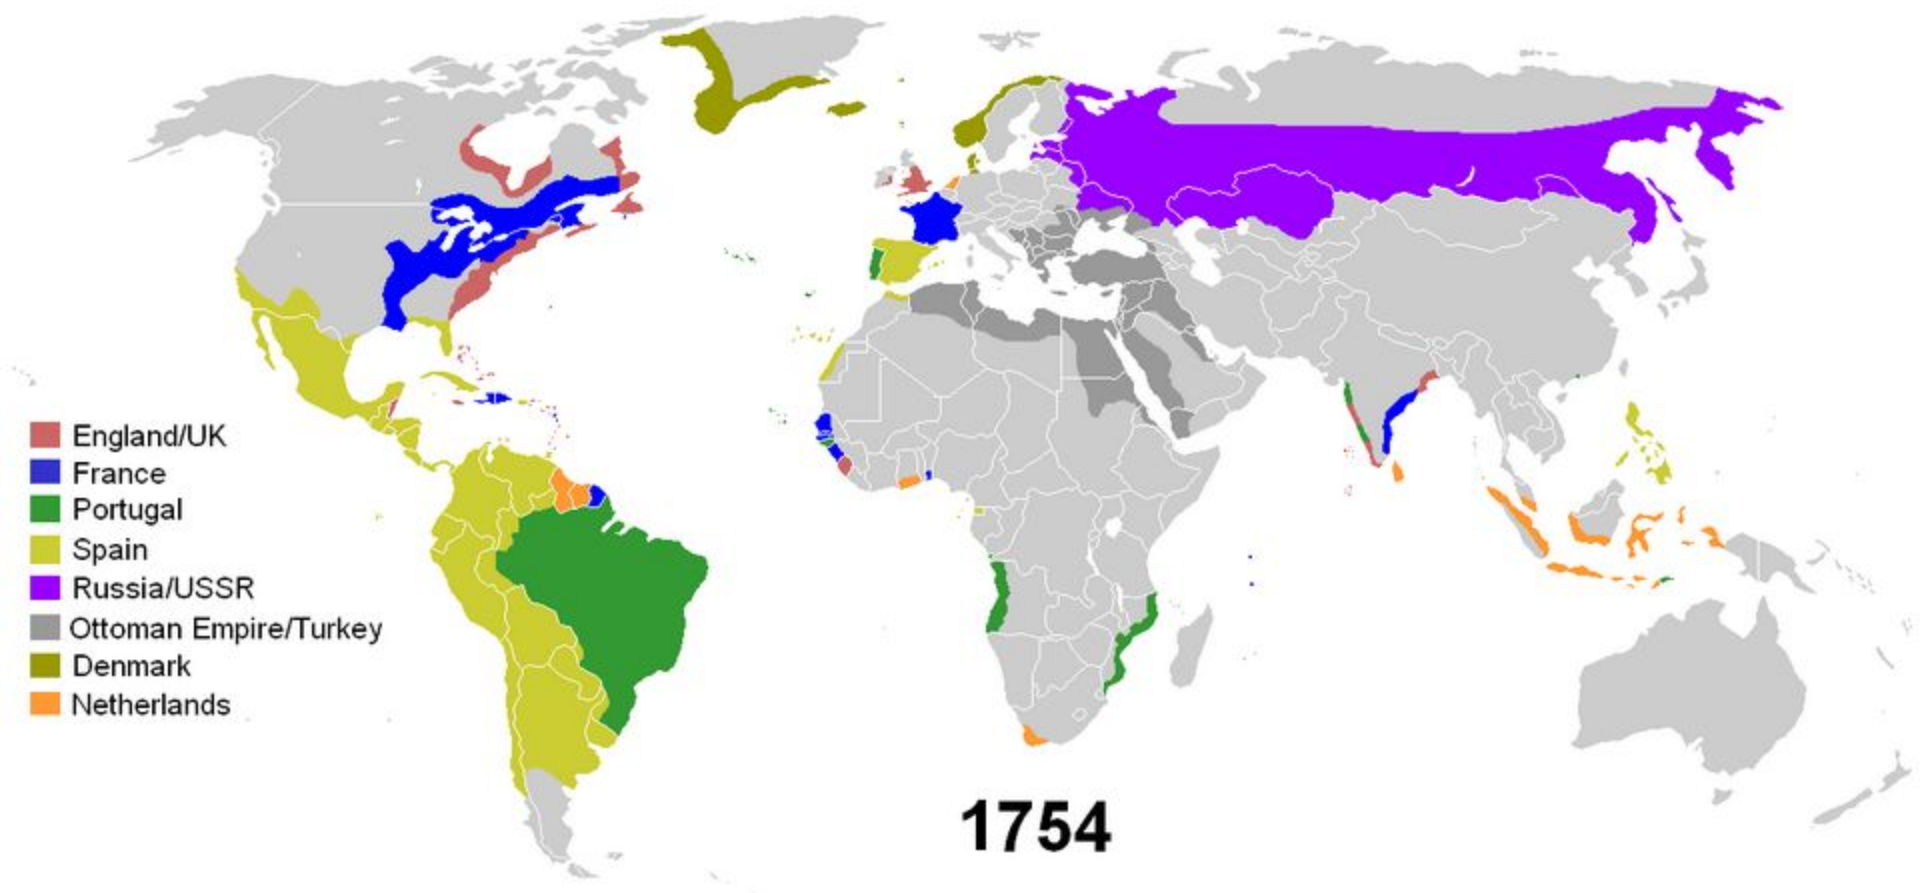 England/UK
France
Portugal
Spain
Russia/USSR
Ottoman Empire/Turkey
Denmark
Netherlands
1754